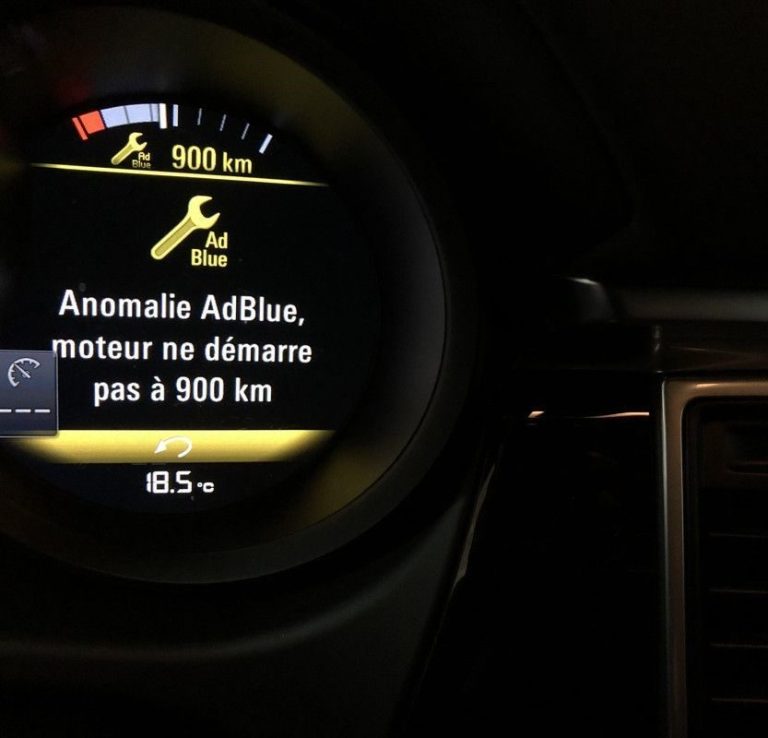 Ad
Blue
900 km
Ad
Blue
Anomalie AdBlue,
moteur ne démarre
pas à 900 km
18.5°C